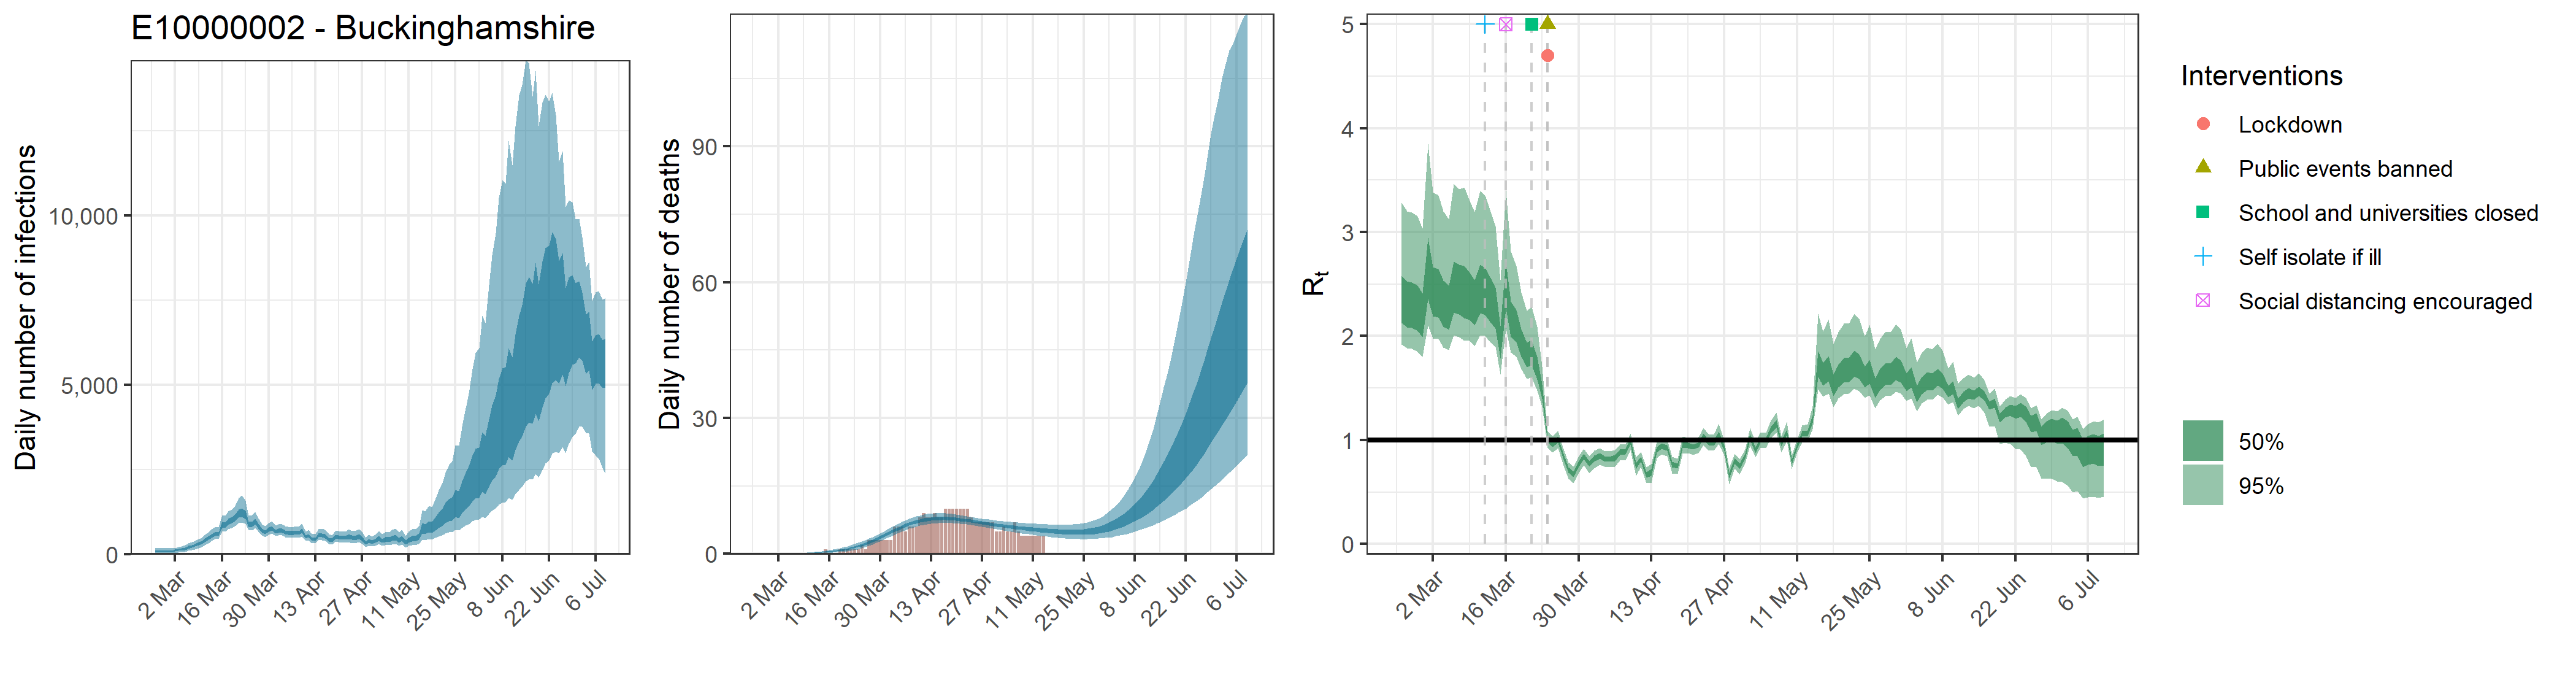 E10000002 - Buckinghamshire
Daily number of infections
10,000
5,000
0
2 Mar
16 Mar
30 Mar
13 Apr
27 Apr
11 May
25 May
8 Jun
22 Jun
6 Jul
Daily number of deaths
90
60
30
0
2 Mar
16 Mar
30 Mar
13 Apr
27 Apr
11 May
25 May
8 Jun
22 Jun
6 Jul
Rt
5
4
3
2
1
0
2 Mar
16 Mar
30 Mar
13 Apr
27 Apr
11 May
25 May
8 Jun
22 Jun
6 Jul
Interventions
Lockdown
Public events banned
School and universities closed
Self isolate if ill
Social distancing encouraged
50%
95%